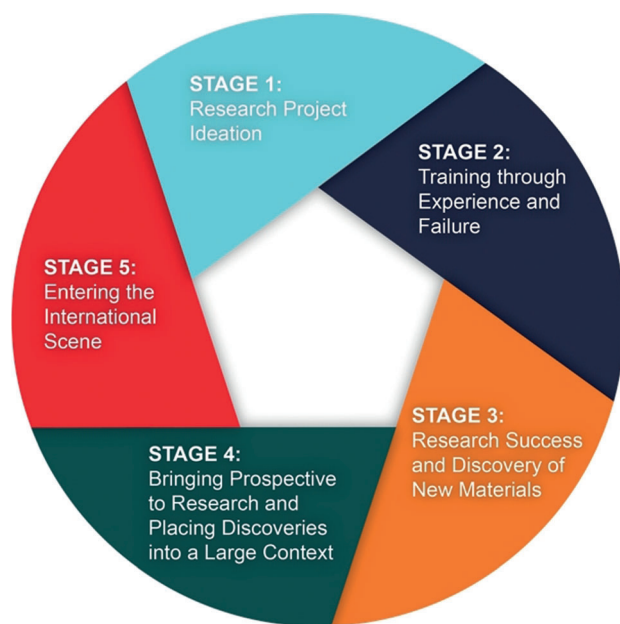 STAGE 1:
Research Project
Ideation
STAGE 2:
Training through
Experience and
Failure
STAGE 3:
Research Success
and Discovery of
New Materials
STAGE 4:
Bringing Prospective
to Research and
Placing Discoveries
into a Large Context
STAGE 5:
Entering the
International
Scene